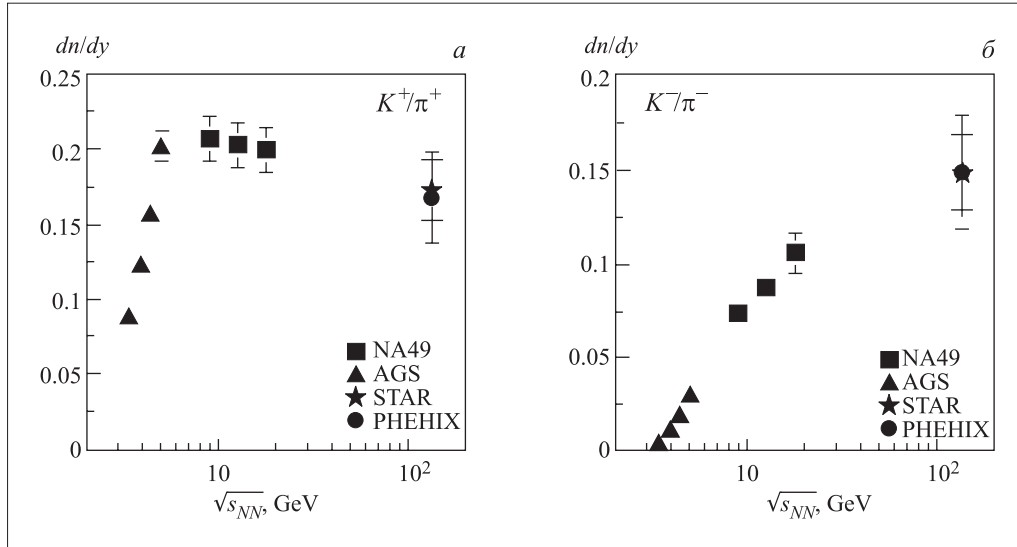 dn/dy
а
K⁺/π⁺
0.25
0.2
0.15
0.1
0.05
0
NA49
AGS
STAR
PHEHIX
10
10²
√s_NN, GeV
dn/dy
б
K⁻/π⁻
0.2
0.15
0.1
0.05
0
NA49
AGS
STAR
PHEHIX
10
10²
√s_NN, GeV